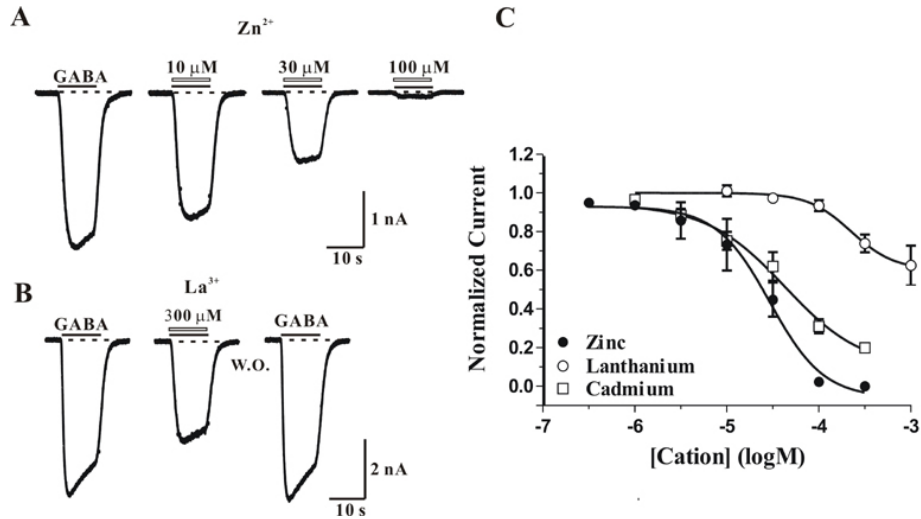 A
Zn²⁺
GABA
10 μM
30 μM
100 μM
1 nA
10 s
B
La³⁺
GABA
300 μM
W.O.
GABA
2 nA
10 s
C
Normalized Current
1.2
1.0
0.8
0.6
0.4
0.2
0.0
Zinc
Lanthanium
Cadmium
-7
-6
-5
-4
-3
[Cation] (logM)